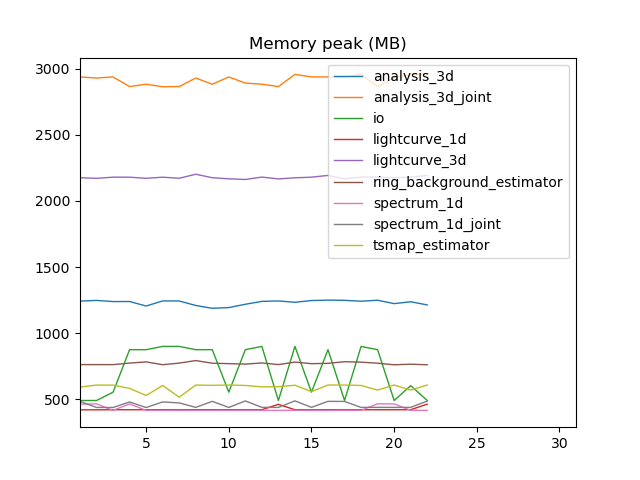 Memory peak (MB)
3000
2500
2000
1500
1000
500
5
10
15
20
25
30
analysis_3d
analysis_3d_joint
io
lightcurve_1d
lightcurve_3d
ring_background_estimator
spectrum_1d
spectrum_1d_joint
tsmap_estimator